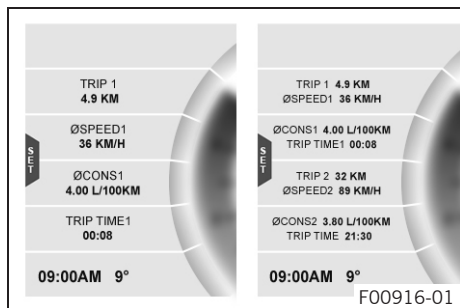 TRIP 1
4.9 KM
ØSPEED1
36 KM/H
SET
ØCONS1
4.00 L/100KM
TRIP TIME1
00:08
09:00AM 9°
TRIP 1 4.9 KM
ØSPEED1 36 KM/H
ØCONS1 4.00 L/100KM
TRIP TIME1 00:08
SET
TRIP 2 32 KM
ØSPEED2 89 KM/H
ØCONS2 3.80 L/100KM
TRIP TIME 21:30
09:00AM 9°
F00916-01